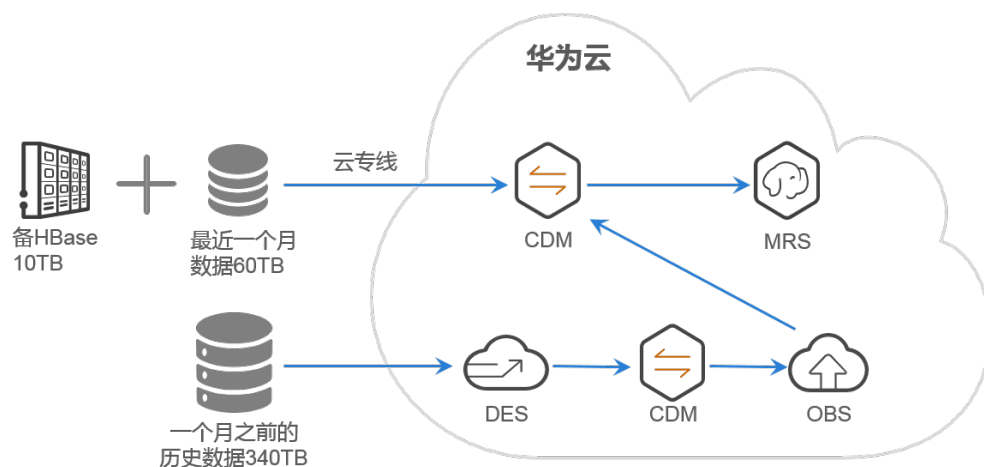 华为云
云专线
备HBase
10TB
最近一个月
数据60TB
CDM
MRS
一个月之前的
历史数据340TB
DES
CDM
OBS